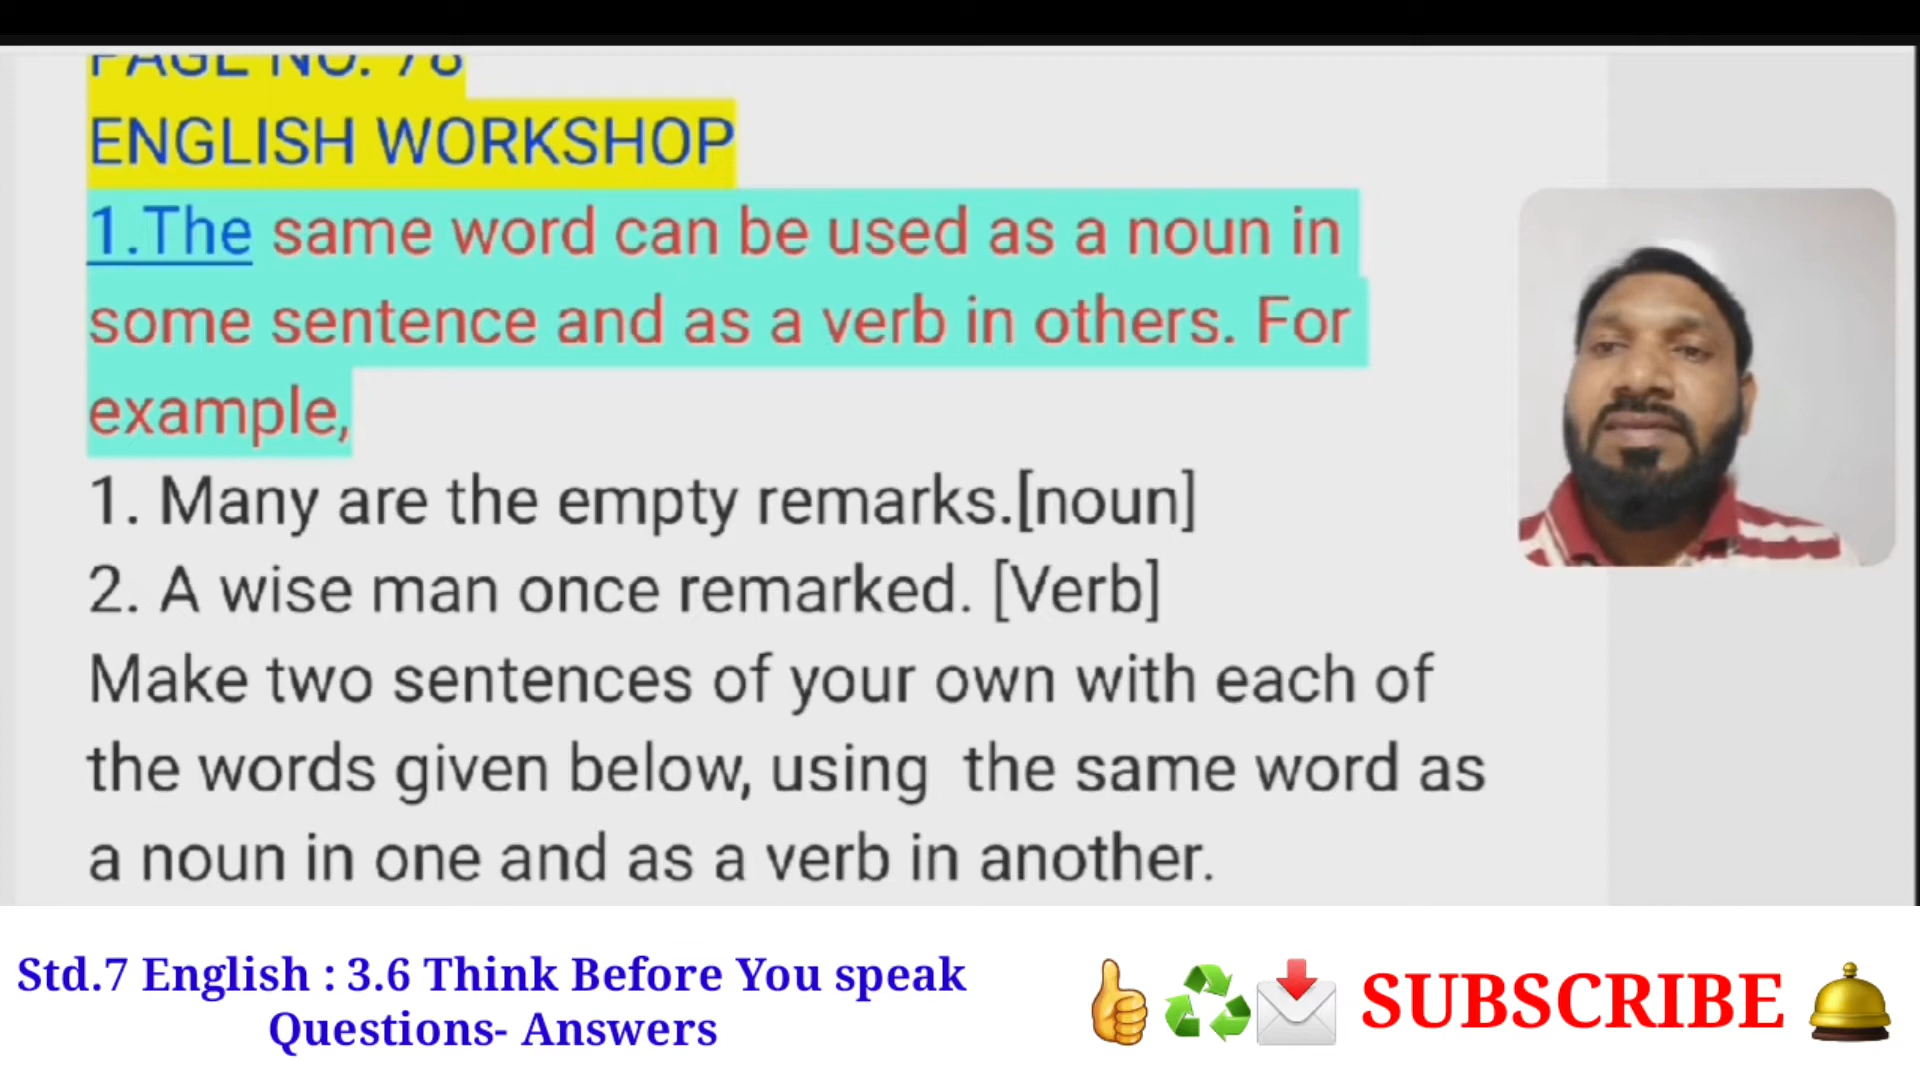 PAGE NO. 78
ENGLISH WORKSHOP
1.The same word can be used as a noun in
some sentence and as a verb in others. For
example,
1. Many are the empty remarks.[noun]
2. A wise man once remarked. [Verb]
Make two sentences of your own with each of
the words given below, using  the same word as
a noun in one and as a verb in another.
Std.7 English : 3.6 Think Before You speak
Questions- Answers
SUBSCRIBE